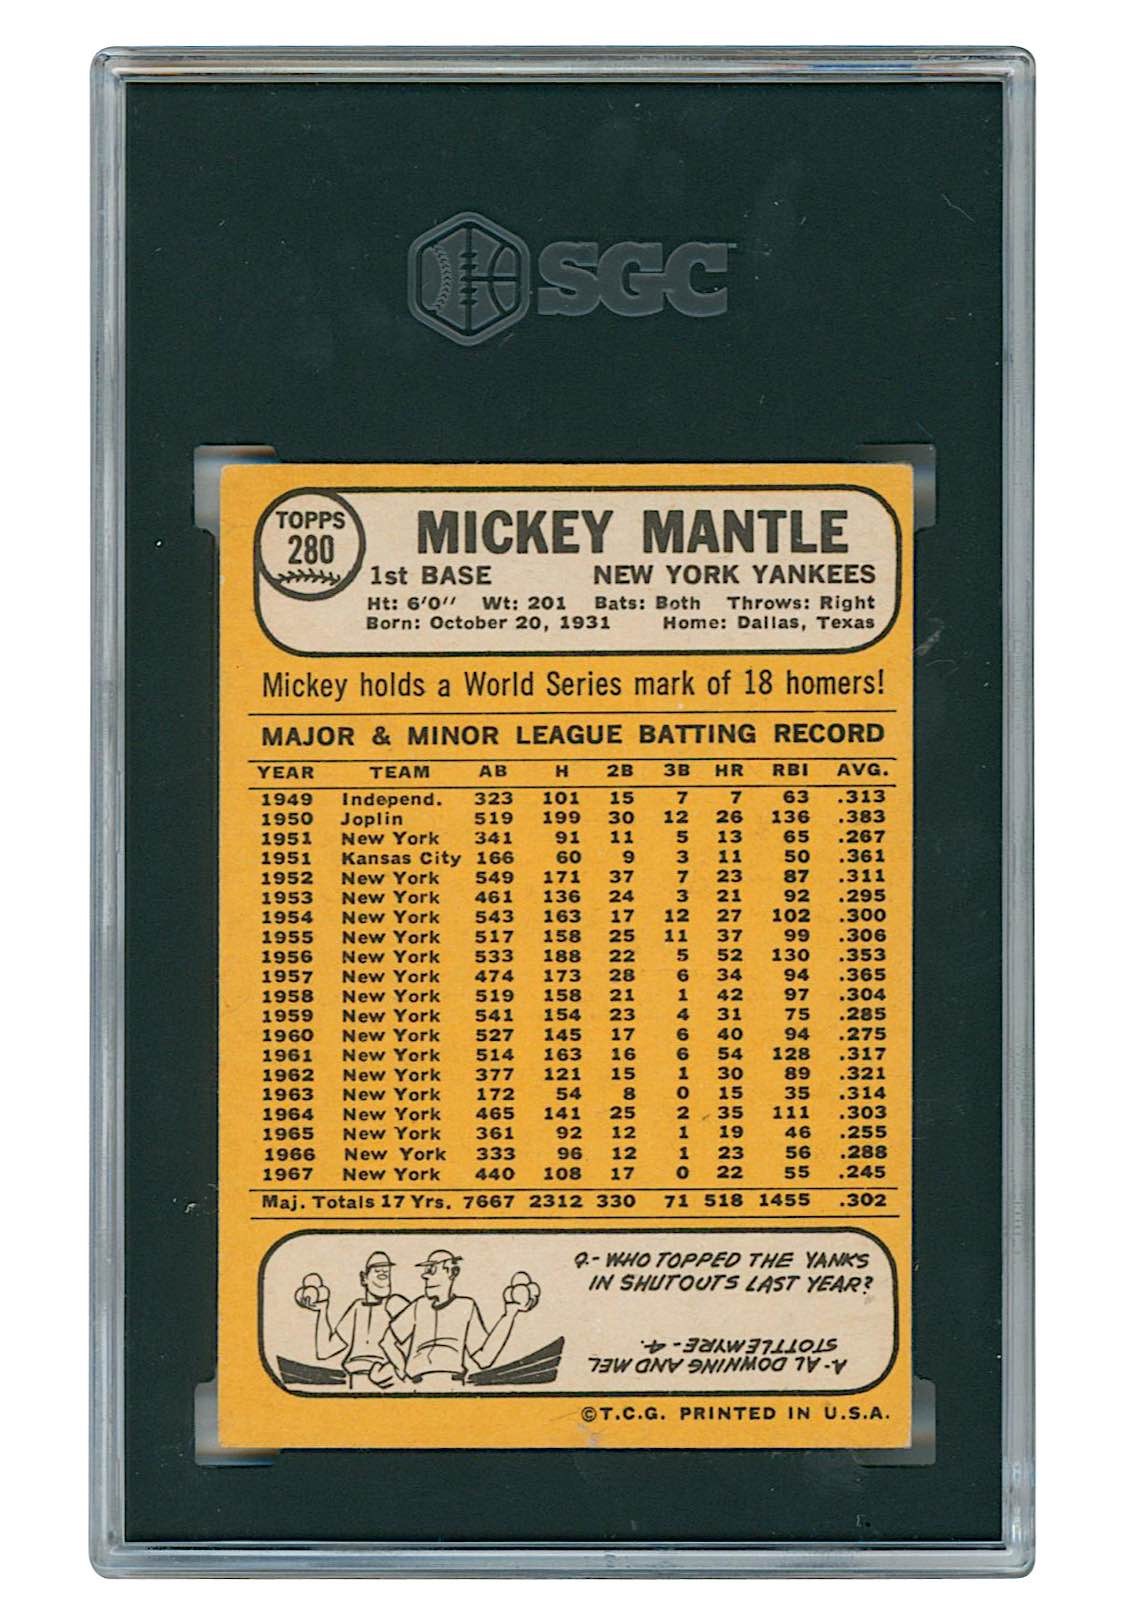 SGC
TOPPS
280
MICKEY MANTLE
1st BASE NEW YORK YANKEES
Ht: 6'0" Wt: 201 Bats: Both Throws: Right
Born: October 20, 1931 Home: Dallas, Texas
Mickey holds a World Series mark of 18 homers!
MAJOR & MINOR LEAGUE BATTING RECORD
YEAR TEAM AB H 2B 3B HR RBI AVG.
1949 Independ. 323 101 15 7 7 63 .313
1950 Joplin 519 199 30 12 26 136 .383
1951 New York 341 91 11 5 13 65 .267
1951 Kansas City 166 60 9 3 11 50 .361
1952 New York 549 171 37 7 23 87 .311
1953 New York 461 136 24 3 21 92 .295
1954 New York 543 163 17 12 27 102 .300
1955 New York 517 158 25 11 37 99 .306
1956 New York 533 188 22 5 52 130 .353
1957 New York 474 173 28 6 34 94 .365
1958 New York 519 158 21 1 42 97 .304
1959 New York 541 154 23 4 31 75 .285
1960 New York 527 145 17 6 40 94 .275
1961 New York 514 163 16 6 54 128 .317
1962 New York 377 121 15 1 30 89 .321
1963 New York 172 54 8 0 15 35 .314
1964 New York 465 141 25 2 35 111 .303
1965 New York 361 92 12 1 19 46 .255
1966 New York 333 96 12 1 23 56 .288
1967 New York 440 108 17 0 22 55 .245
Maj. Totals 17 Yrs. 7667 2312 330 71 518 1455 .302
Q.- WHO TOPPED THE YANKS
IN SHUTOUTS LAST YEAR?
A- AL DOWNING AND MEL
STOTTLEMYRE - 4.
©T.C.G. PRINTED IN U.S.A.